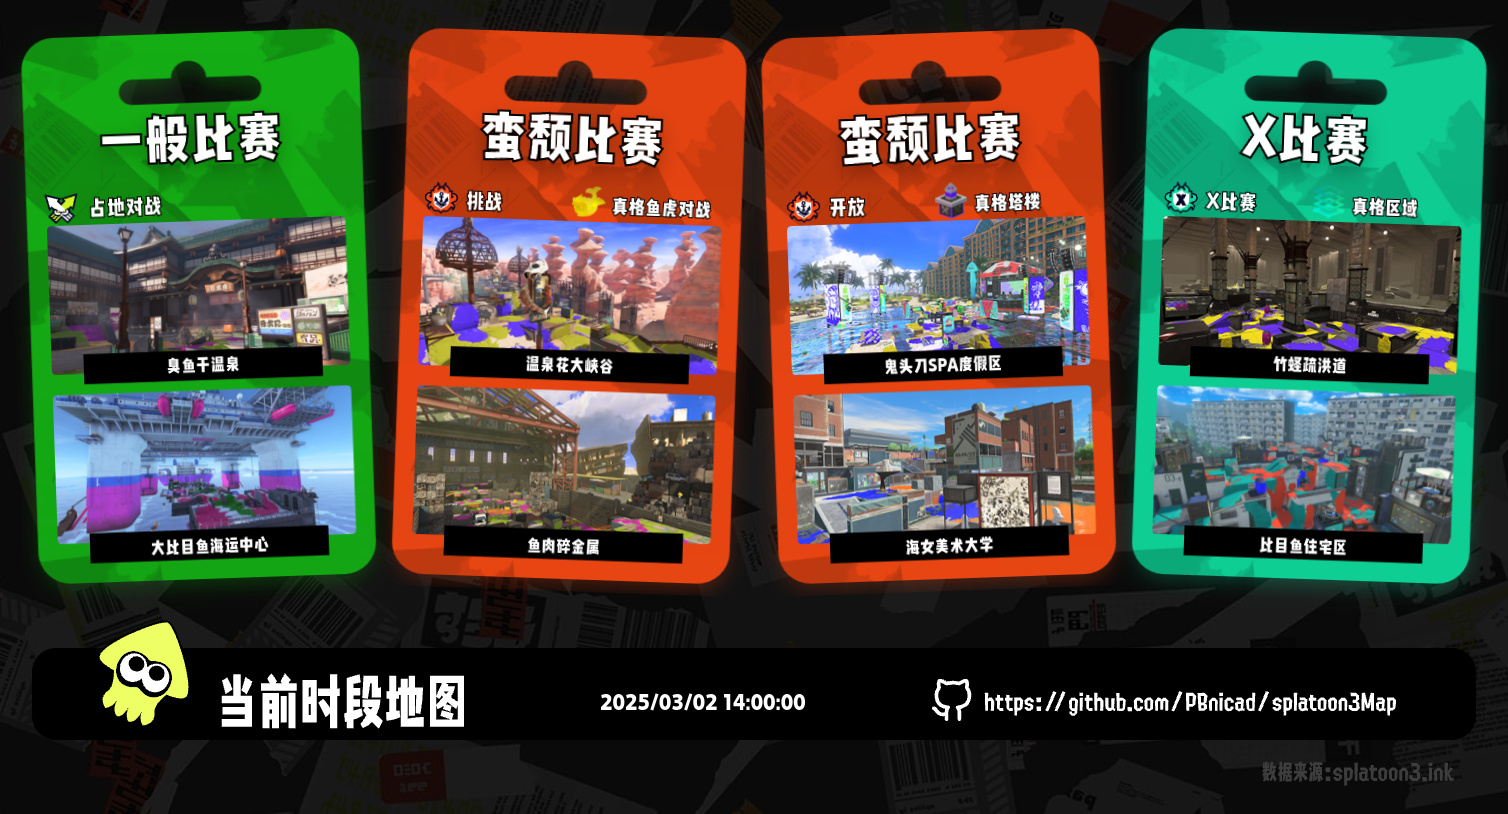 一般比赛
占地对战
臭鱼干温泉
大比目鱼海运中心
蛮颓比赛
挑战
真格鱼虎对战
温泉花大峡谷
鱼肉碎金属
蛮颓比赛
开放
真格塔楼
鬼头刀SPA度假区
海女美术大学
X比赛
X比赛
真格区域
竹蛏疏洪道
比目鱼住宅区
当前时段地图
2025/03/02 14:00:00
https://github.com/PBnicad/splatoon3Map
数据来源:splatoon3.ink